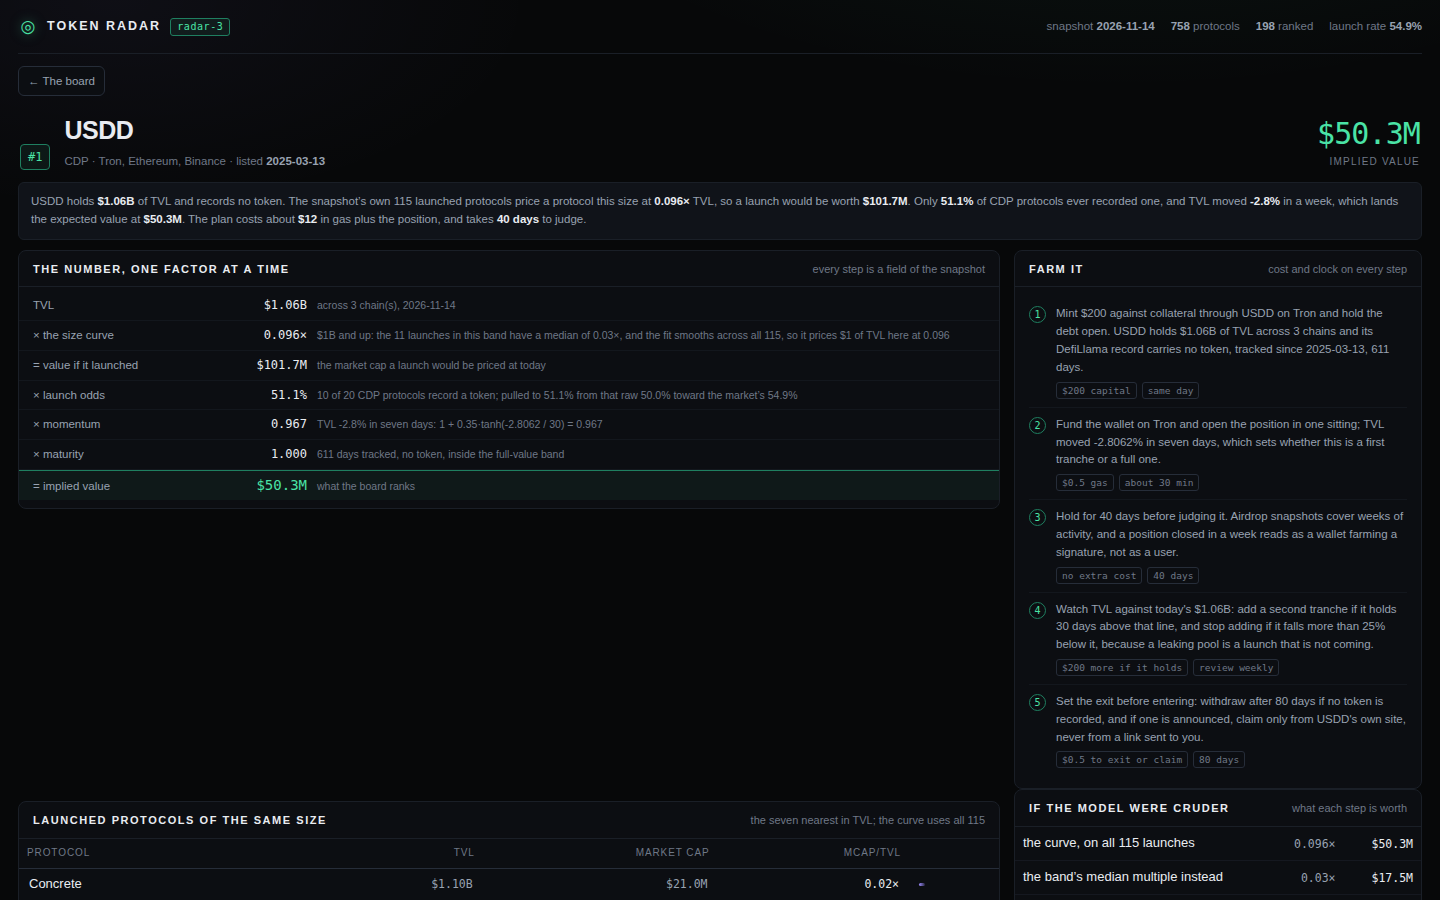 ◎ TOKEN RADAR radar-3
snapshot 2026-11-14 758 protocols 198 ranked launch rate 54.9%
← The board
#1 USDD
CDP · Tron, Ethereum, Binance · listed 2025-03-13
$50.3M
IMPLIED VALUE
USDD holds $1.06B of TVL and records no token. The snapshot's own 115 launched protocols price a protocol this size at 0.096× TVL, so a launch would be worth $101.7M. Only 51.1% of CDP protocols ever recorded one, and TVL moved -2.8% in a week, which lands
the expected value at $50.3M. The plan costs about $12 in gas plus the position, and takes 40 days to judge.
THE NUMBER, ONE FACTOR AT A TIME every step is a field of the snapshot
TVL $1.06B across 3 chain(s), 2026-11-14
× the size curve 0.096× $1B and up: the 11 launches in this band have a median of 0.03×, and the fit smooths across all 115, so it prices $1 of TVL here at 0.096
= value if it launched $101.7M the market cap a launch would be priced at today
× launch odds 51.1% 10 of 20 CDP protocols record a token; pulled to 51.1% from that raw 50.0% toward the market's 54.9%
× momentum 0.967 TVL -2.8% in seven days: 1 + 0.35·tanh(-2.8062 / 30) = 0.967
× maturity 1.000 611 days tracked, no token, inside the full-value band
= implied value $50.3M what the board ranks
FARM IT cost and clock on every step
1 Mint $200 against collateral through USDD on Tron and hold the
debt open. USDD holds $1.06B of TVL across 3 chains and its
DefiLlama record carries no token, tracked since 2025-03-13, 611
days.
$200 capital same day
2 Fund the wallet on Tron and open the position in one sitting; TVL
moved -2.8062% in seven days, which sets whether this is a first
tranche or a full one.
$0.5 gas about 30 min
3 Hold for 40 days before judging it. Airdrop snapshots cover weeks of
activity, and a position closed in a week reads as a wallet farming a
signature, not as a user.
no extra cost 40 days
4 Watch TVL against today's $1.06B: add a second tranche if it holds
30 days above that line, and stop adding if it falls more than 25%
below it, because a leaking pool is a launch that is not coming.
$200 more if it holds review weekly
5 Set the exit before entering: withdraw after 80 days if no token is
recorded, and if one is announced, claim only from USDD's own site,
never from a link sent to you.
$0.5 to exit or claim 80 days
LAUNCHED PROTOCOLS OF THE SAME SIZE the seven nearest in TVL; the curve uses all 115
PROTOCOL TVL MARKET CAP MCAP/TVL
Concrete $1.10B $21.0M 0.02×
IF THE MODEL WERE CRUDER what each step is worth
the curve, on all 115 launches 0.096× $50.3M
the band's median multiple instead 0.03× $17.5M